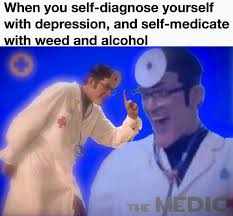 When you self-diagnose yourself
with depression, and self-medicate
with weed and alcohol
THE MEDIC